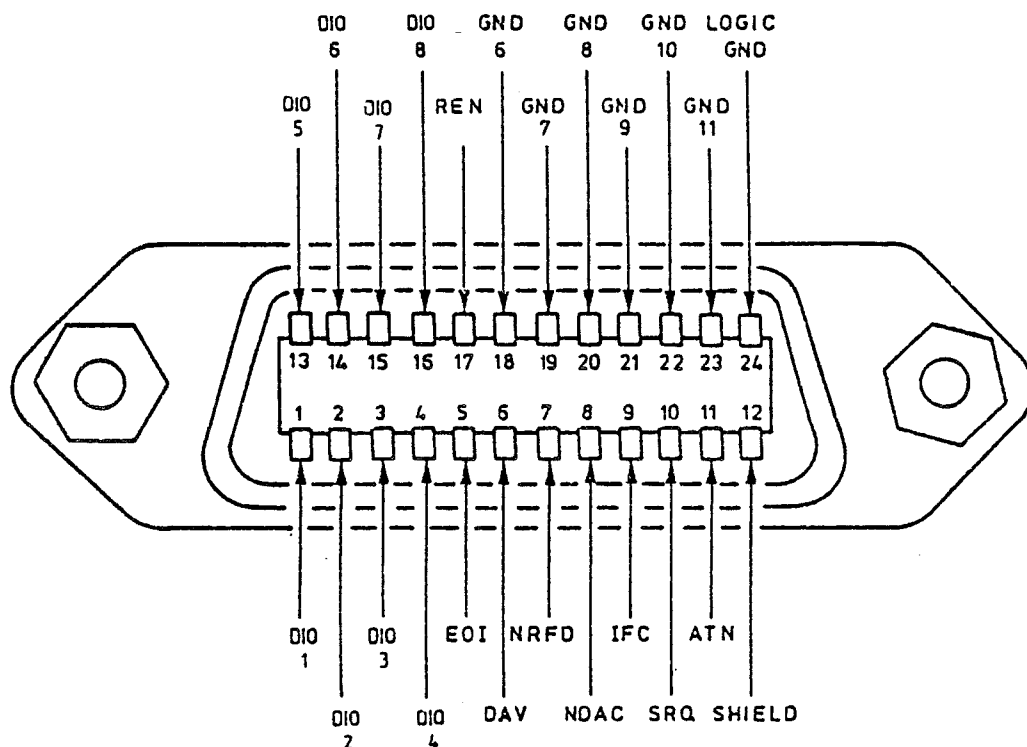 DIO DIO GND GND GND LOGIC
6 8 6 8 10 GND
DIO DIO REN GND GND GND
5 7 7 9 11
13 14 15 16 17 18 19 20 21 22 23 24
1 2 3 4 5 6 7 8 9 10 11 12
DIO DIO EOI NRFD IFC ATN
1 3
DIO DIO DAV NDAC SRQ SHIELD
2 4